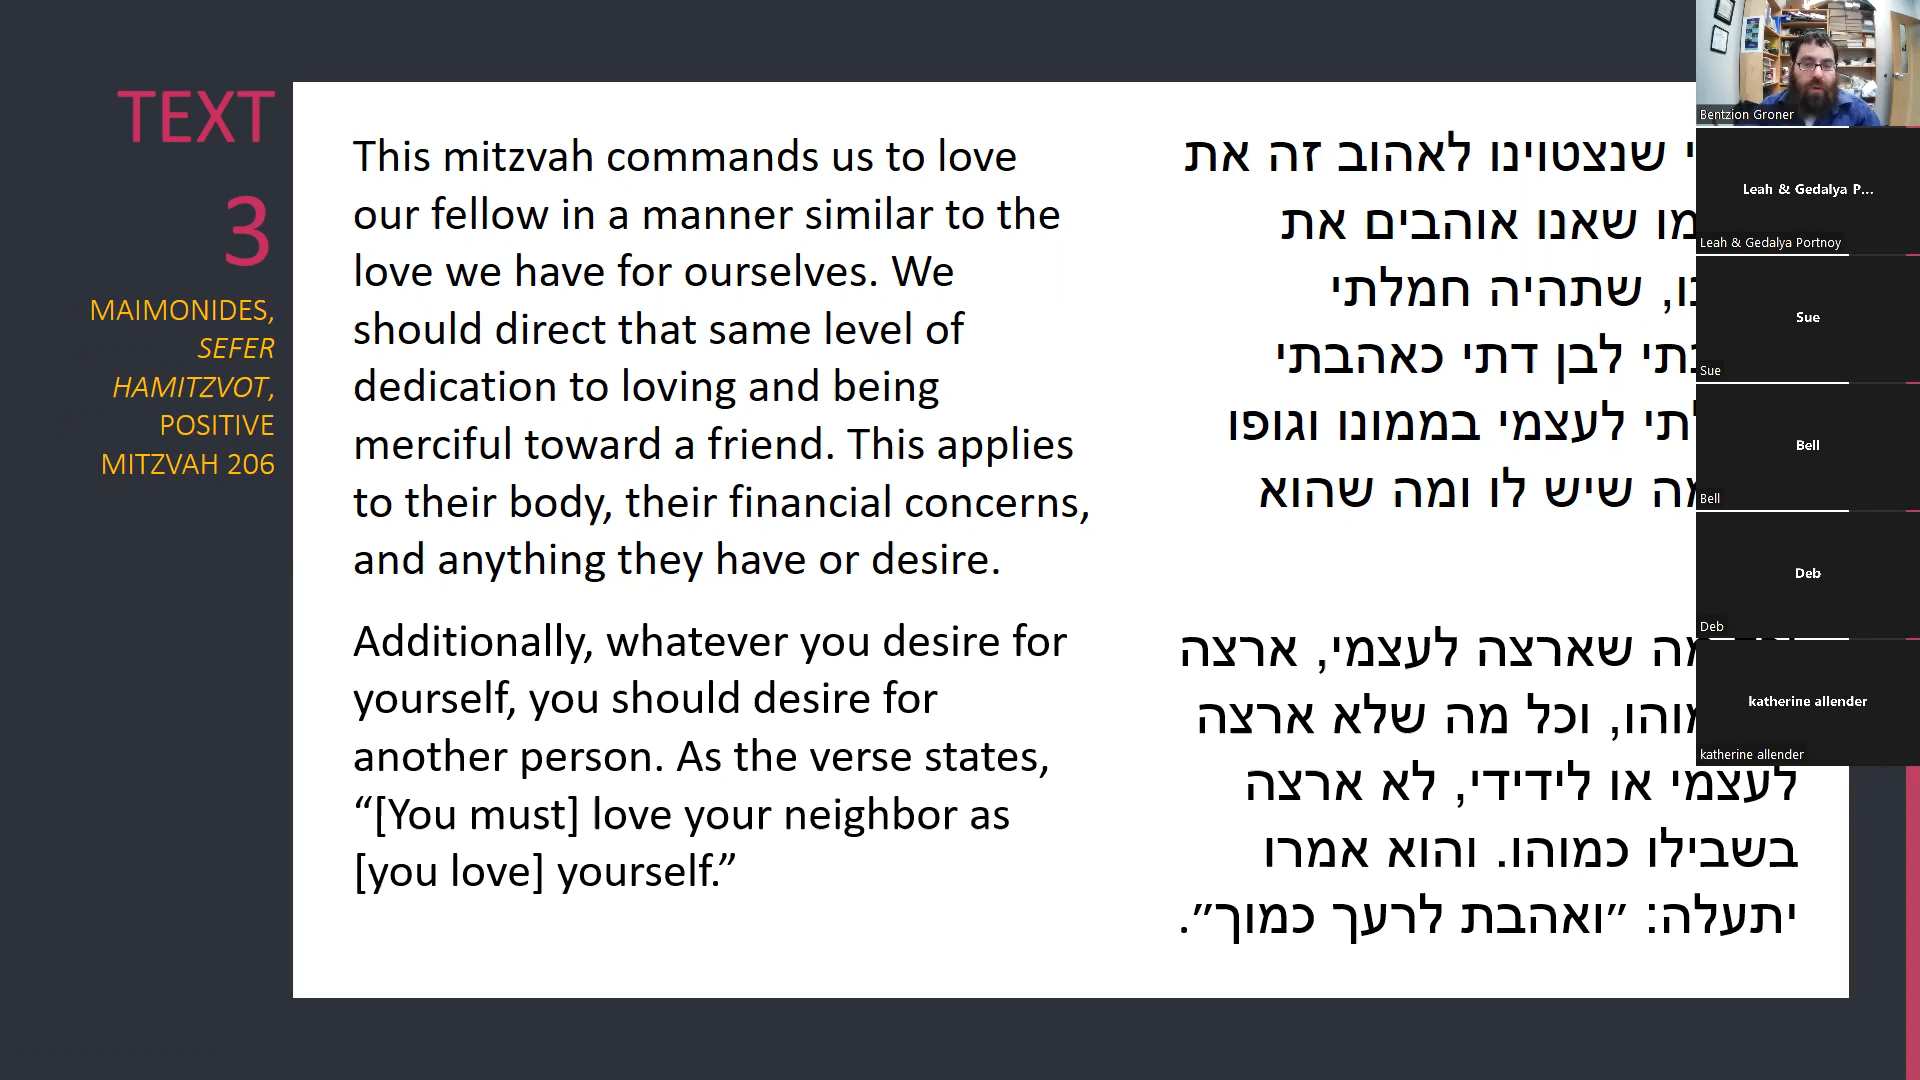 TEXT
3
MAIMONIDES,
SEFER
HAMITZVOT,
POSITIVE
MITZVAH 206
This mitzvah commands us to love
our fellow in a manner similar to the
love we have for ourselves. We
should direct that same level of
dedication to loving and being
merciful toward a friend. This applies
to their body, their financial concerns,
and anything they have or desire.
Additionally, whatever you desire for
yourself, you should desire for
another person. As the verse states,
“[You must] love your neighbor as
[you love] yourself.”
שנצטוינו לאהוב זה את
שאנו אוהבים את
שתהיה חמלתי
לבן דתי כאהבתי
לעצמי בממונו וגופו
שיש לו ומה שהוא
מה שארצה לעצמי, ארצה
וכל מה שלא ארצה
לעצמי או לידידי, לא ארצה
בשבילו כמוהו. והוא אמרו
יתעלה: ״ואהבת לרעך כמוך״.
Bentzion Groner
Leah & Gedalya P...
Leah & Gedalya Portnoy
Sue
Sue
Bell
Bell
Deb
Deb
katherine allender
katherine allender